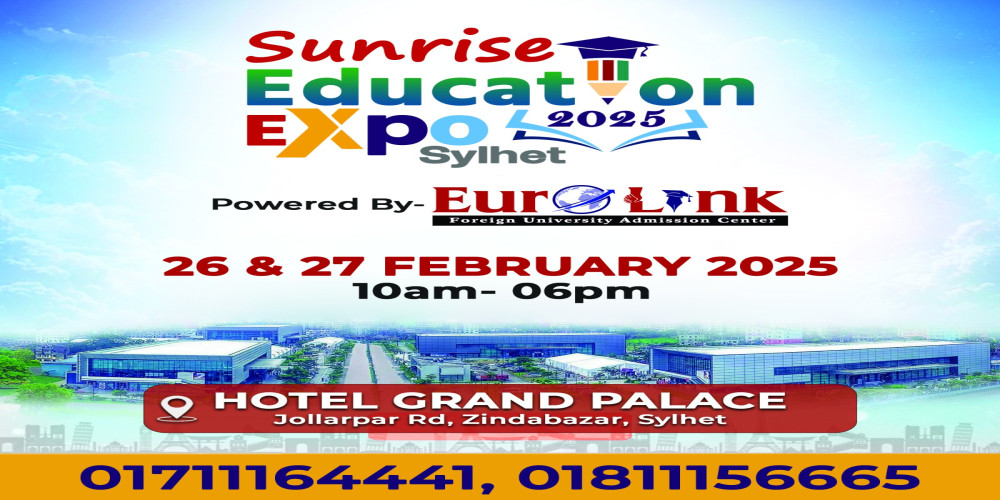 Sunrise
Education
Expo 2025
Sylhet
Powered By- EuroLink
Foreign University Admission Center
26 & 27 FEBRUARY 2025
10am- 06pm
HOTEL GRAND PALACE
Jollarpar Rd, Zindabazar, Sylhet
01711164441, 01811156665